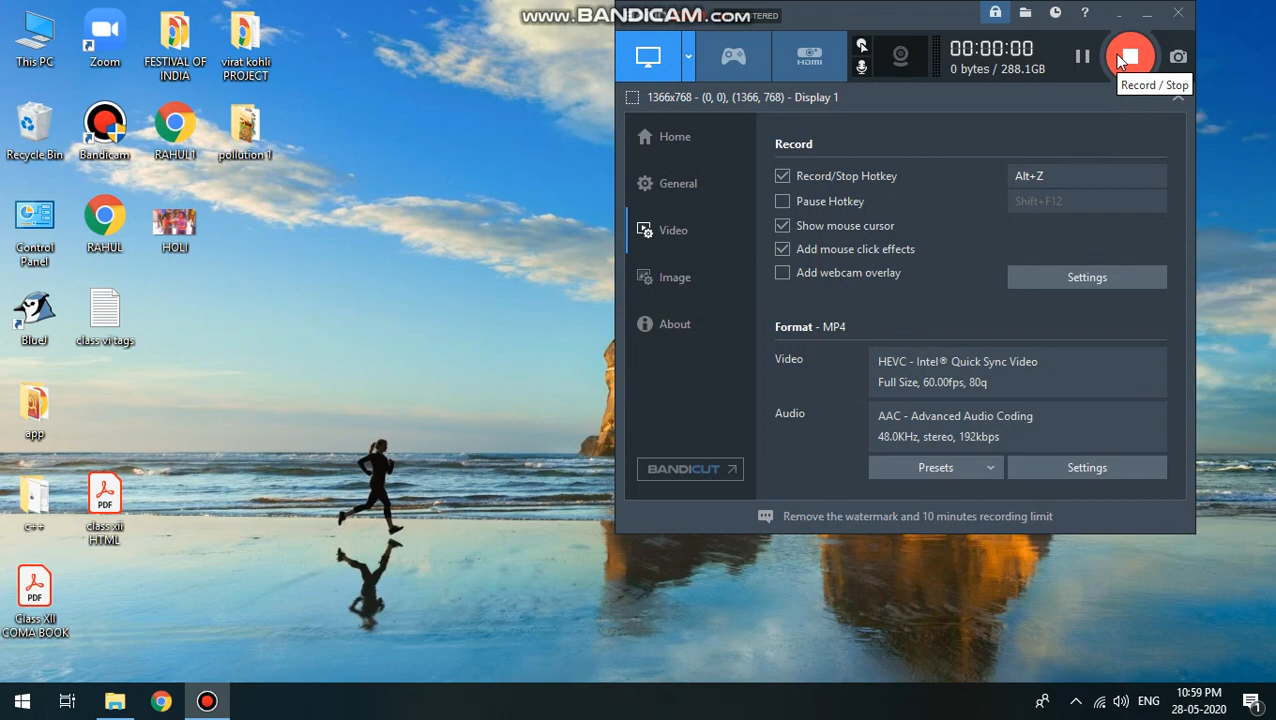 www.BANDICAM.com
TERED
This PC
Zoom
FESTIVAL OF INDIA
virat kohli PROJECT
Recycle Bin
Bandicam
RAHUL1
pollution 1
Control Panel
RAHUL
HOLI
BlueJ
class vi tags
app
c++
PDF
class xii HTML
PDF
Class XII COMA BOOK
HDMI
00:00:00
0 bytes / 288.1GB
Record / Stop
1366x768 - (0, 0), (1366, 768) - Display 1
Home
General
Video
Image
About
BANDICUT
Record
Record/Stop Hotkey
Alt+Z
Pause Hotkey
Shift+F12
Show mouse cursor
Add mouse click effects
Add webcam overlay
Settings
Format - MP4
Video
HEVC - Intel® Quick Sync Video
Full Size, 60.00fps, 80q
Audio
AAC - Advanced Audio Coding
48.0KHz, stereo, 192kbps
Presets
Settings
Remove the watermark and 10 minutes recording limit
ENG
10:59 PM
28-05-2020
1